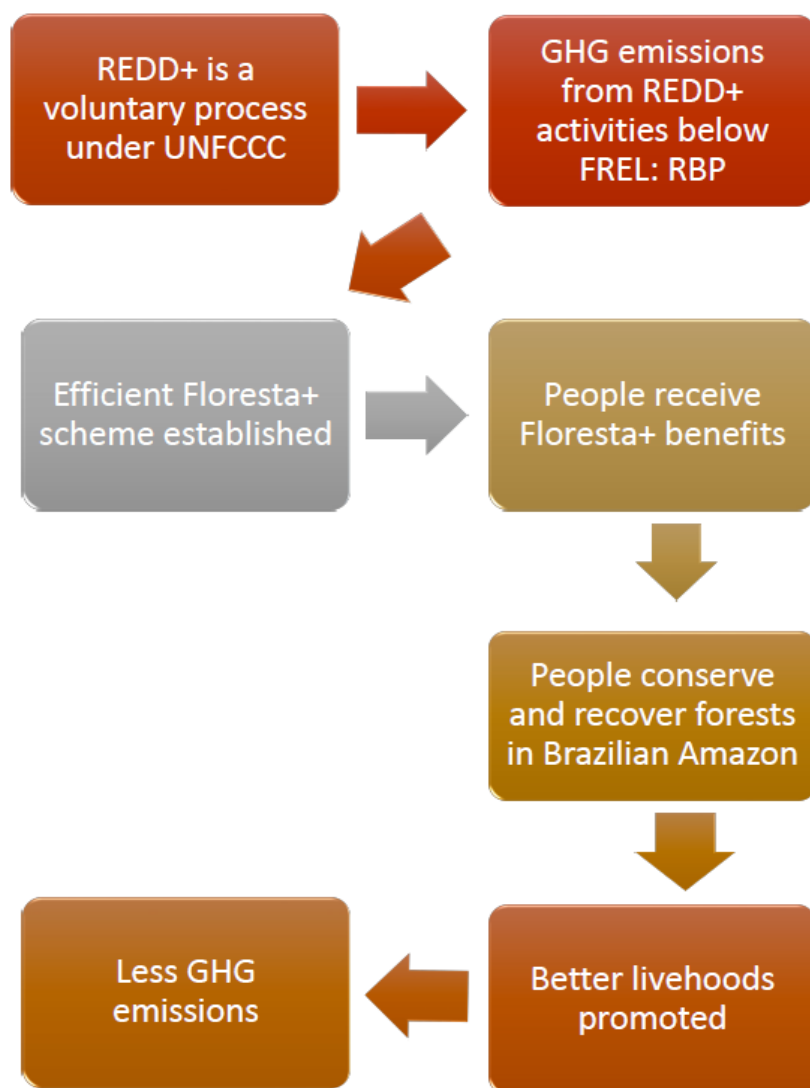 REDD+ is a
voluntary process
under UNFCCC
GHG emissions
from REDD+
activities below
FREL: RBP
Efficient Floresta+
scheme established
People receive
Floresta+ benefits
People conserve
and recover forests
in Brazilian Amazon
Better livehoods
promoted
Less GHG
emissions